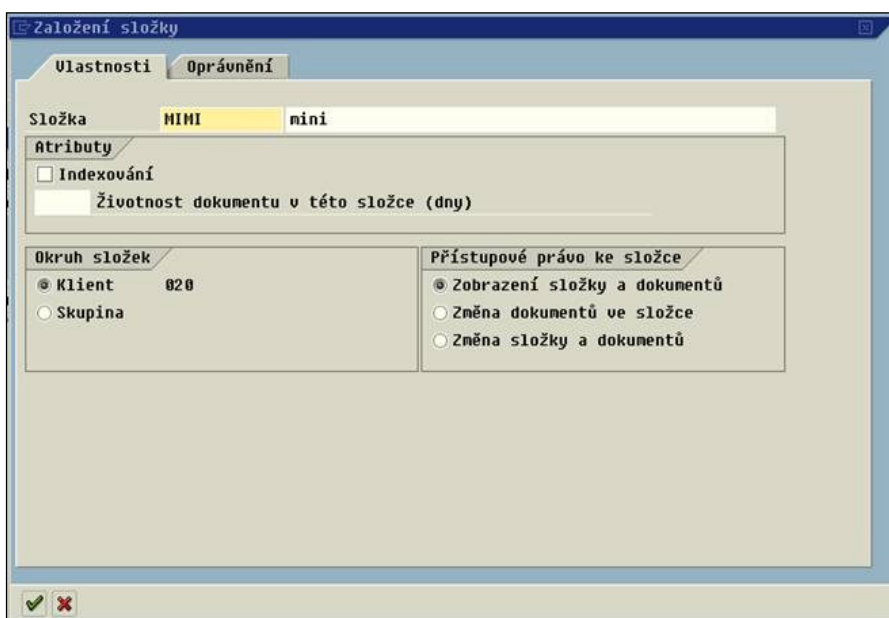 Založení složky
Vlastnosti Oprávnění
Složka MIMI mini
Atributy
Indexování
Životnost dokumentu v této složce (dny)
Okruh složek
Klient 020
Skupina
Přístupové právo ke složce
Zobrazení složky a dokumentů
Změna dokumentů ve složce
Změna složky a dokumentů